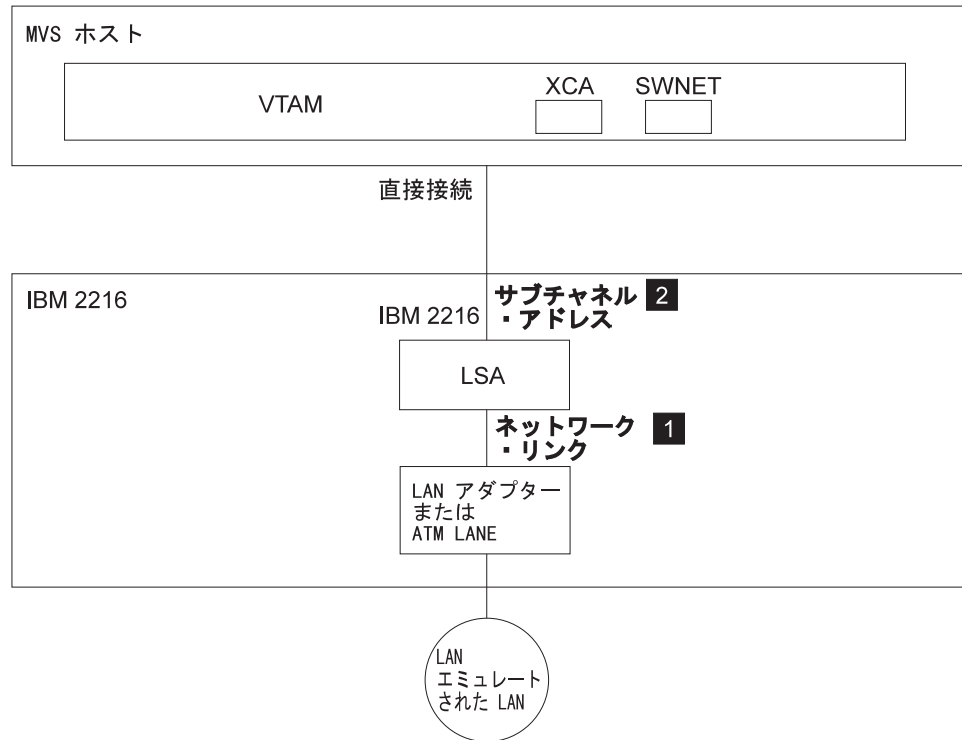 MVS ホスト
VTAM
XCA
SWNET
直接接続
IBM 2216
IBM 2216
サブチャネル 2
・アドレス
LSA
ネットワーク 1
・リンク
LAN アダプター
または
ATM LANE
LAN
エミュレート
された LAN